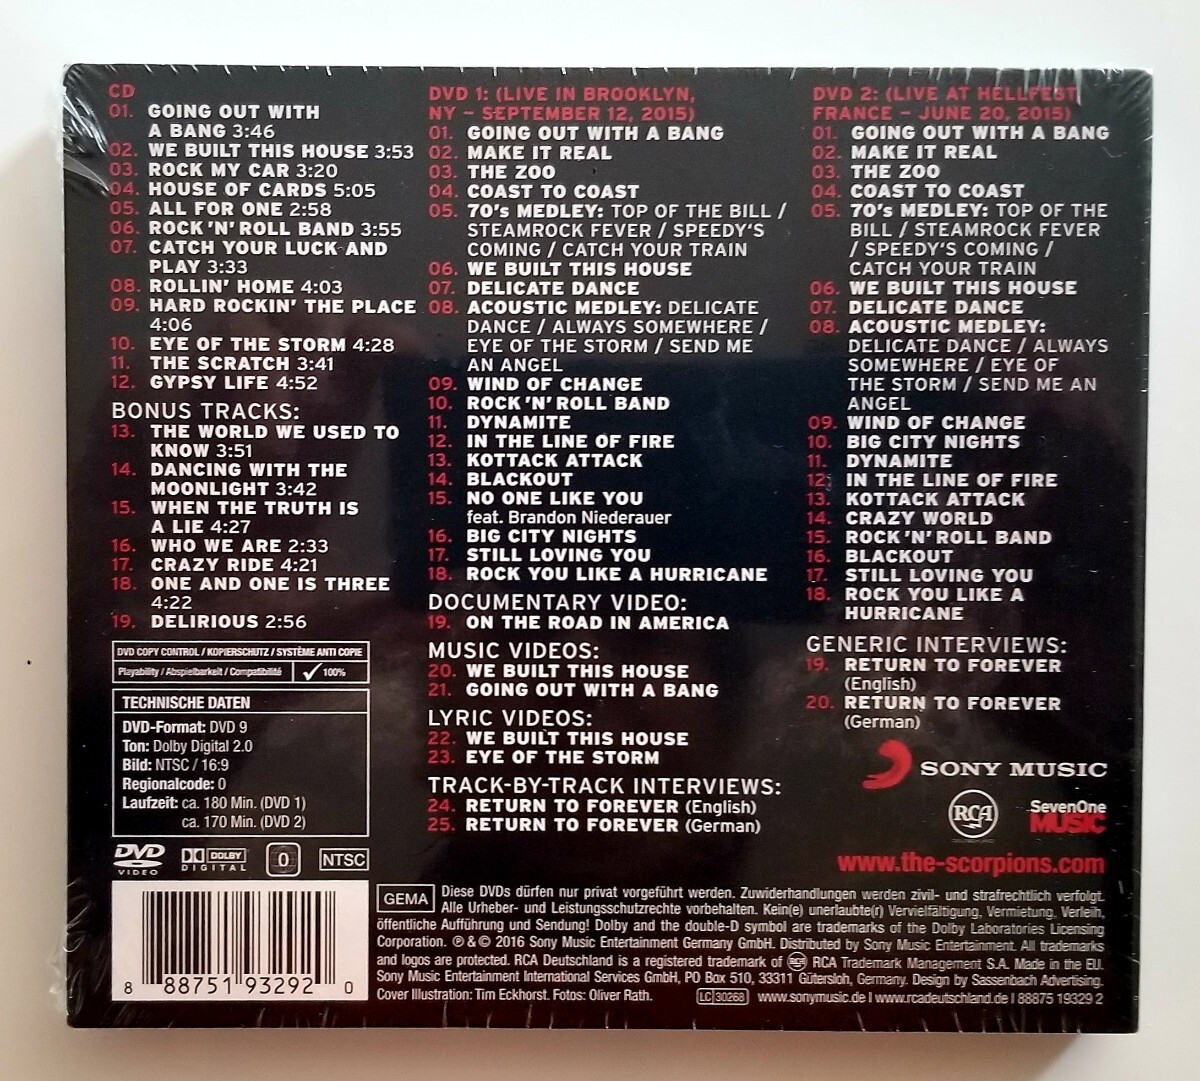 CD
01. GOING OUT WITH
A BANG 3:46
02. WE BUILT THIS HOUSE 3:53
03. ROCK MY CAR 3:20
04. HOUSE OF CARDS 5:05
05. ALL FOR ONE 2:58
06. ROCK'N'ROLL BAND 3:55
07. CATCH YOUR LUCK AND
PLAY 3:33
08. ROLLIN' HOME 4:03
09. HARD ROCKIN' THE PLACE
4:06
10. EYE OF THE STORM 4:28
11. THE SCRATCH 3:41
12. GYPSY LIFE 4:52
BONUS TRACKS:
13. THE WORLD WE USED TO
KNOW 3:51
14. DANCING WITH THE
MOONLIGHT 3:42
15. WHEN THE TRUTH IS
A LIE 4:27
16. WHO WE ARE 2:33
17. CRAZY RIDE 4:21
18. ONE AND ONE IS THREE
4:22
19. DELIRIOUS 2:56
DVD COPY CONTROL / KOPIERSCHUTZ / SYSTÈME ANTI COPIE
Playability / Abspielbarkeit / Compatibilité ✓ 100%
TECHNISCHE DATEN
DVD-Format: DVD 9
Ton: Dolby Digital 2.0
Bild: NTSC / 16:9
Regionalcode: 0
Laufzeit: ca. 180 Min. (DVD 1)
ca. 170 Min. (DVD 2)
DVD VIDEO
DOLBY DIGITAL
0
NTSC
8 88751 93292 0
DVD 1: (LIVE IN BROOKLYN,
NY – SEPTEMBER 12, 2015)
01. GOING OUT WITH A BANG
02. MAKE IT REAL
03. THE ZOO
04. COAST TO COAST
05. 70's MEDLEY: TOP OF THE BILL /
STEAMROCK FEVER / SPEEDY'S
COMING / CATCH YOUR TRAIN
06. WE BUILT THIS HOUSE
07. DELICATE DANCE
08. ACOUSTIC MEDLEY: DELICATE
DANCE / ALWAYS SOMEWHERE /
EYE OF THE STORM / SEND ME
AN ANGEL
09. WIND OF CHANGE
10. ROCK'N'ROLL BAND
11. DYNAMITE
12. IN THE LINE OF FIRE
13. KOTTACK ATTACK
14. BLACKOUT
15. NO ONE LIKE YOU
feat. Brandon Niederauer
16. BIG CITY NIGHTS
17. STILL LOVING YOU
18. ROCK YOU LIKE A HURRICANE
DOCUMENTARY VIDEO:
19. ON THE ROAD IN AMERICA
MUSIC VIDEOS:
20. WE BUILT THIS HOUSE
21. GOING OUT WITH A BANG
LYRIC VIDEOS:
22. WE BUILT THIS HOUSE
23. EYE OF THE STORM
TRACK-BY-TRACK INTERVIEWS:
24. RETURN TO FOREVER (English)
25. RETURN TO FOREVER (German)
DVD 2: (LIVE AT HELLFEST,
FRANCE – JUNE 20, 2015)
01. GOING OUT WITH A BANG
02. MAKE IT REAL
03. THE ZOO
04. COAST TO COAST
05. 70's MEDLEY: TOP OF THE
BILL / STEAMROCK FEVER
/ SPEEDY'S COMING /
CATCH YOUR TRAIN
06. WE BUILT THIS HOUSE
07. DELICATE DANCE
08. ACOUSTIC MEDLEY:
DELICATE DANCE / ALWAYS
SOMEWHERE / EYE OF
THE STORM / SEND ME AN
ANGEL
09. WIND OF CHANGE
10. BIG CITY NIGHTS
11. DYNAMITE
12. IN THE LINE OF FIRE
13. KOTTACK ATTACK
14. CRAZY WORLD
15. ROCK'N'ROLL BAND
16. BLACKOUT
17. STILL LOVING YOU
18. ROCK YOU LIKE A
HURRICANE
GENERIC INTERVIEWS:
19. RETURN TO FOREVER
(English)
20. RETURN TO FOREVER
(German)
SONY MUSIC
RCA
SevenOne
MUSIC
www.the-scorpions.com
GEMA Diese DVDs dürfen nur privat vorgeführt werden. Zuwiderhandlungen werden zivil- und strafrechtlich verfolgt.
Alle Urheber- und Leistungsschutzrechte vorbehalten. Kein(e) unerlaubte(r) Vervielfältigung, Vermietung, Verleih,
öffentliche Aufführung und Sendung! Dolby and the double-D symbol are trademarks of the Dolby Laboratories Licensing
Corporation. ℗ & © 2016 Sony Music Entertainment Germany GmbH. Distributed by Sony Music Entertainment. All trademarks
and logos are protected. RCA Deutschland is a registered trademark of RCA Trademark Management S.A. Made in the EU.
Sony Music Entertainment International Services GmbH, PO Box 510, 33311 Gütersloh, Germany. Design by Sassenbach Advertising.
Cover Illustration: Tim Eckhorst. Fotos: Oliver Rath. LC 30268 www.sonymusic.de I www.rcadeutschland.de I 88875 19329 2